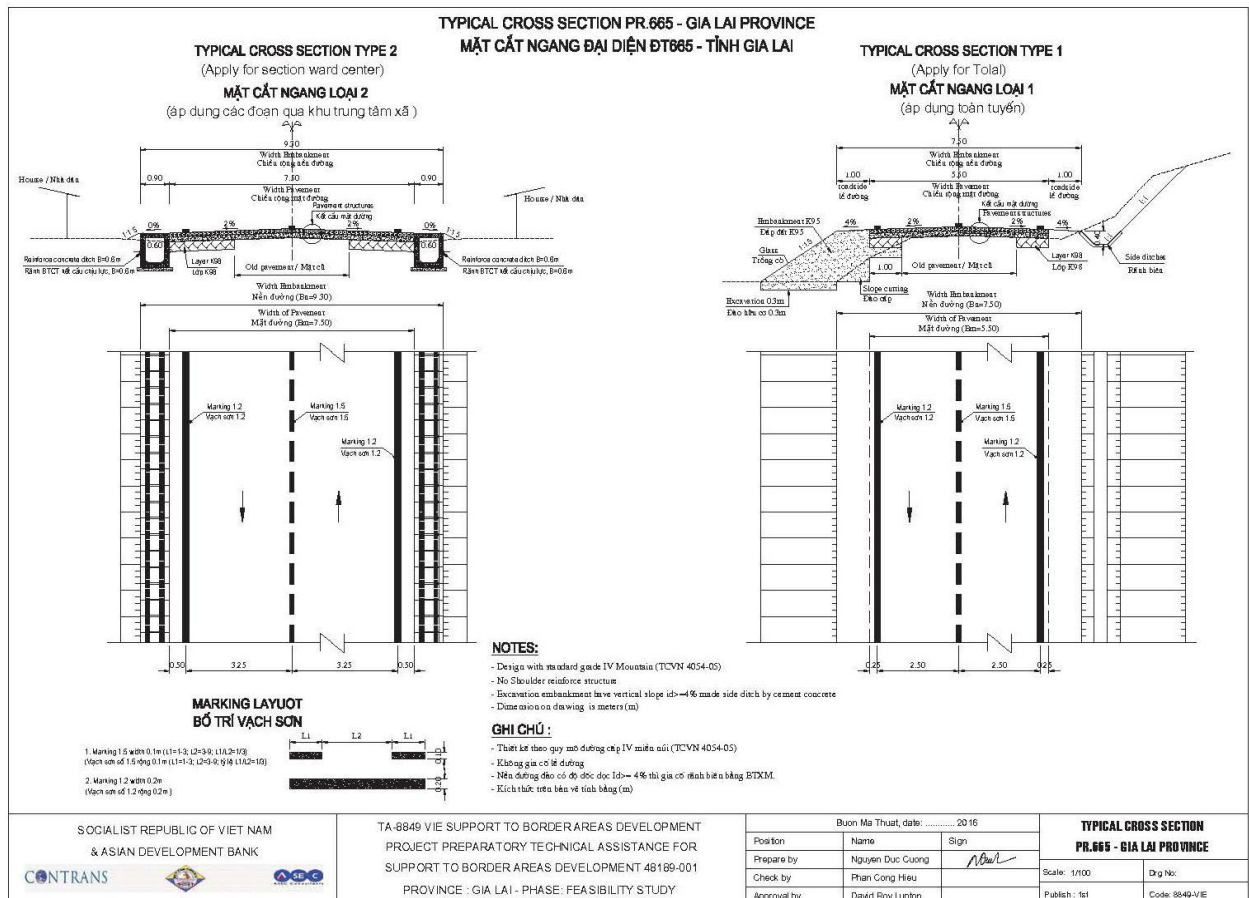 TYPICAL CROSS SECTION PR.665 - GIA LAI PROVINCE
MẶT CẮT NGANG ĐẠI DIỆN ĐT665 - TỈNH GIA LAI
TYPICAL CROSS SECTION TYPE 2
(Apply for section ward center)
MẶT CẮT NGANG LOẠI 2
(áp dụng các đoạn qua khu trung tâm xã )
9.30
Width Embankment
Chiều rộng nền đường
0.90
7.50
0.90
Width Pavement
Chiều rộng mặt đường
House / Nhà dân
House / Nhà dân
Pavement structures
Kết cấu mặt đường
1:1.5
0%
2%
2%
0%
1:1.5
0.60
0.60
Reinforce concrete ditch B=0.6m
Rãnh BTCT kết cấu chịu lực, B=0.6m
Layer K98
Lớp K98
Old pavement / Mặt cũ
Reinforce concrete ditch B=0.6m
Rãnh BTCT kết cấu chịu lực, B=0.6m
Width Embankment
Nền đường (Bn=9.30)
Width of Pavement
Mặt đường (Bm=7.50)
Marking 1.2
Vạch sơn 1.2
Marking 1.5
Vạch sơn 1.5
Marking 1.2
Vạch sơn 1.2
0.50
3.25
3.25
0.50
TYPICAL CROSS SECTION TYPE 1
(Apply for Tolal)
MẶT CẮT NGANG LOẠI 1
(áp dụng toàn tuyến)
7.50
Width Embankment
Chiều rộng nền đường
1.00
5.50
1.00
roadside
lề đường
Width Pavement
Chiều rộng mặt đường
roadside
lề đường
Kết cấu mặt đường
Pavement structures
Embankment K95
Đắp đất K95
1:1.5
4%
2%
2%
4%
1:1
Glass
Trồng cỏ
1.00
Old pavement / Mặt cũ
Layer K98
Lớp K98
Side ditches
Rãnh biên
Slope cutting
Đào cấp
Excavation 0.3m
Đào hữu cơ 0.3m
Width Embankment
Nền đường (Bn=7.50)
Width of Pavement
Mặt đường (Bm=5.50)
Marking 1.2
Vạch sơn 1.2
Marking 1.5
Vạch sơn 1.5
Marking 1.2
Vạch sơn 1.2
0.25
2.50
2.50
0.25
NOTES:
- Design with standard grade IV Mountain (TCVN 4054-05)
- No Shoulder reinforce structure
- Excavation embankment have vertical slope id>=4% made side ditch by cement concrete
- Dimension on drawing is meters (m)
GHI CHÚ :
- Thiết kế theo quy mô đường cấp IV miền núi (TCVN 4054-05)
- Không gia cố lề đường
- Nền đường đào có độ dốc dọc Id>= 4% thì gia cố rãnh biên bằng BTXM.
- Kích thước trên bản vẽ tính bằng (m)
MARKING LAYUOT
BỐ TRÍ VẠCH SƠN
L1
L2
L1
1. Marking 1.5 width 0.1m (L1=1-3; L2=3-9; L1/L2=1/3)
(Vạch sơn số 1.5 rộng 0.1m (L1=1-3; L2=3-9; tỷ lệ L1/L2=1/3)
0.10
2. Marking 1.2 width 0.2m
(Vạch sơn số 1.2 rộng 0.2m )
0.20
SOCIALIST REPUBLIC OF VIET NAM
& ASIAN DEVELOPMENT BANK
CONTRANS
ASEC
TA-8849 VIE SUPPORT TO BORDER AREAS DEVELOPMENT
PROJECT PREPARATORY TECHNICAL ASSISTANCE FOR
SUPPORT TO BORDER AREAS DEVELOPMENT 48189-001
PROVINCE : GIA LAI - PHASE: FEASIBILITY STUDY
Buon Ma Thuat, date: ............ 2016
Position Name Sign
Prepare by Nguyen Duc Cuong
Check by Phan Cong Hieu
Approval by David Roy Lupton
TYPICAL CROSS SECTION
PR.665 - GIA LAI PROVINCE
Scale: 1/100 Drg No:
Publish : 1st Code: 8849-VIE